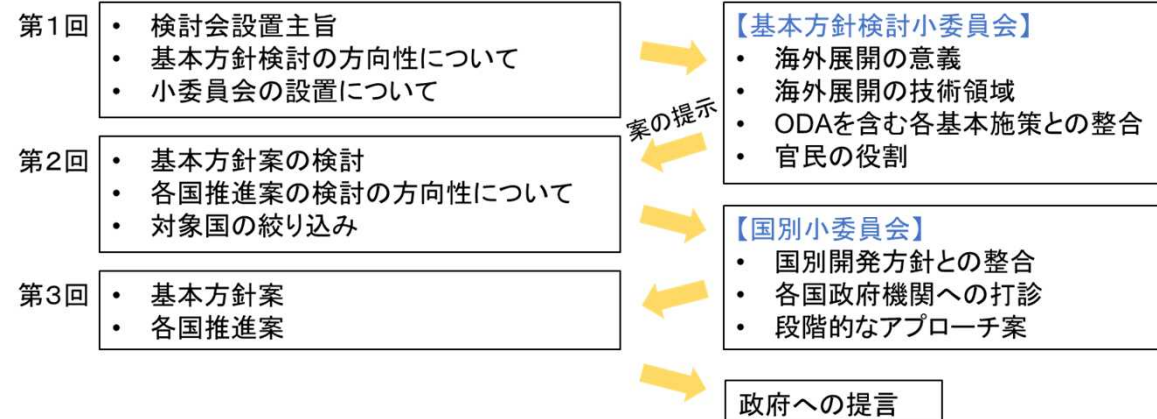 第1回
• 検討会設置主旨
• 基本方針検討の方向性について
• 小委員会の設置について
【基本方針検討小委員会】
• 海外展開の意義
• 海外展開の技術領域
• ODAを含む各基本施策との整合
• 官民の役割
案の提示
第2回
• 基本方針案の検討
• 各国推進案の検討の方向性について
• 対象国の絞り込み
【国別小委員会】
• 国別開発方針との整合
• 各国政府機関への打診
• 段階的なアプローチ案
第3回
• 基本方針案
• 各国推進案
政府への提言